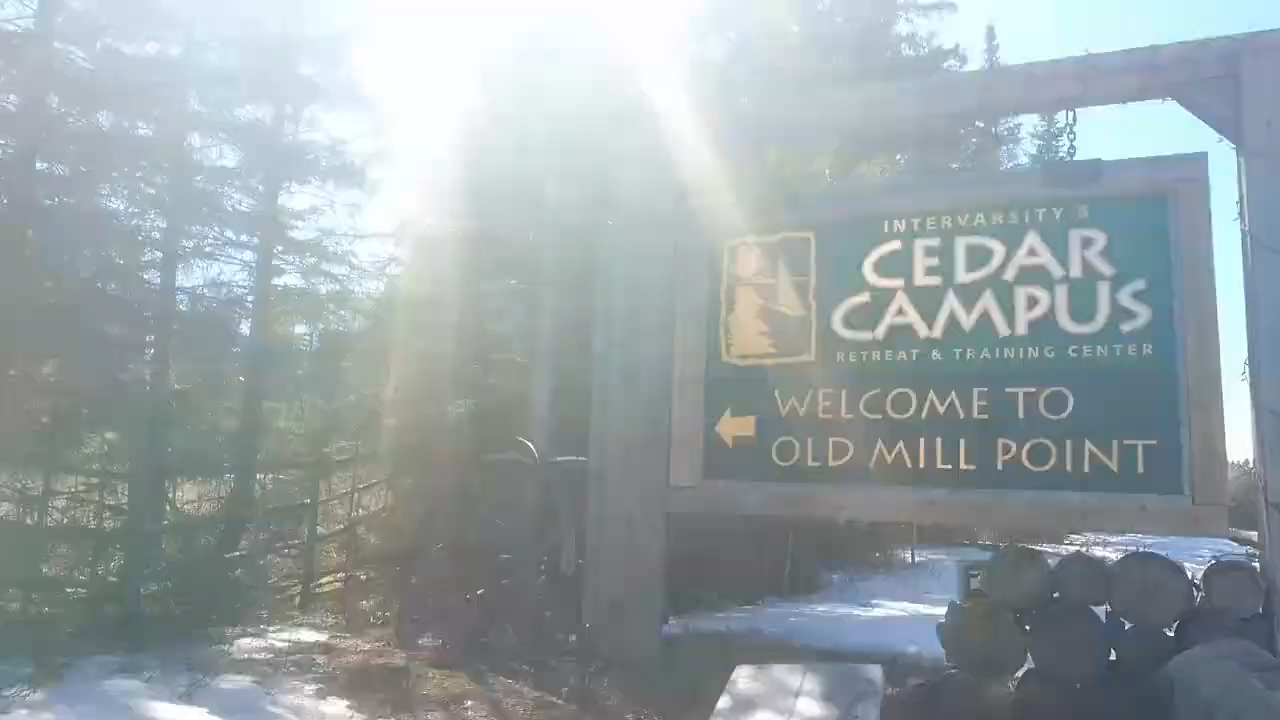 INTERVARSITY'S
CEDAR
CAMPUS
RETREAT & TRAINING CENTER
WELCOME TO
OLD MILL POINT